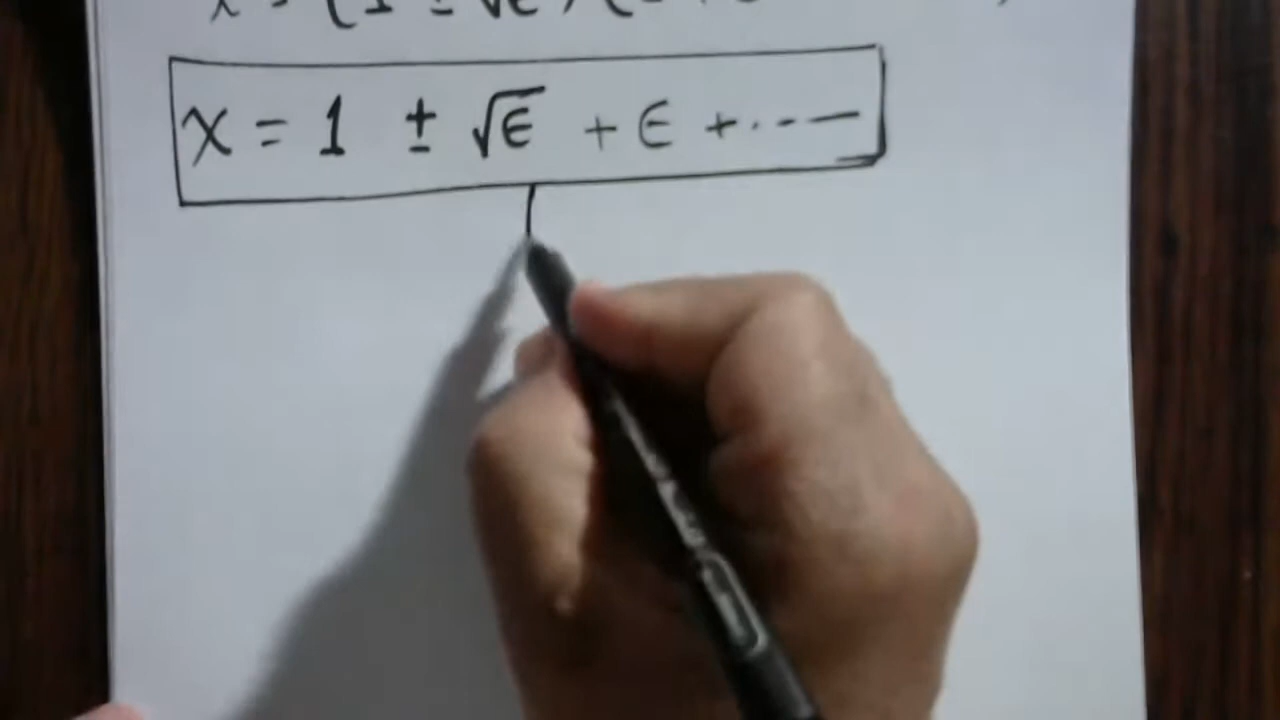 x = 1 ± √ϵ + ϵ + ....